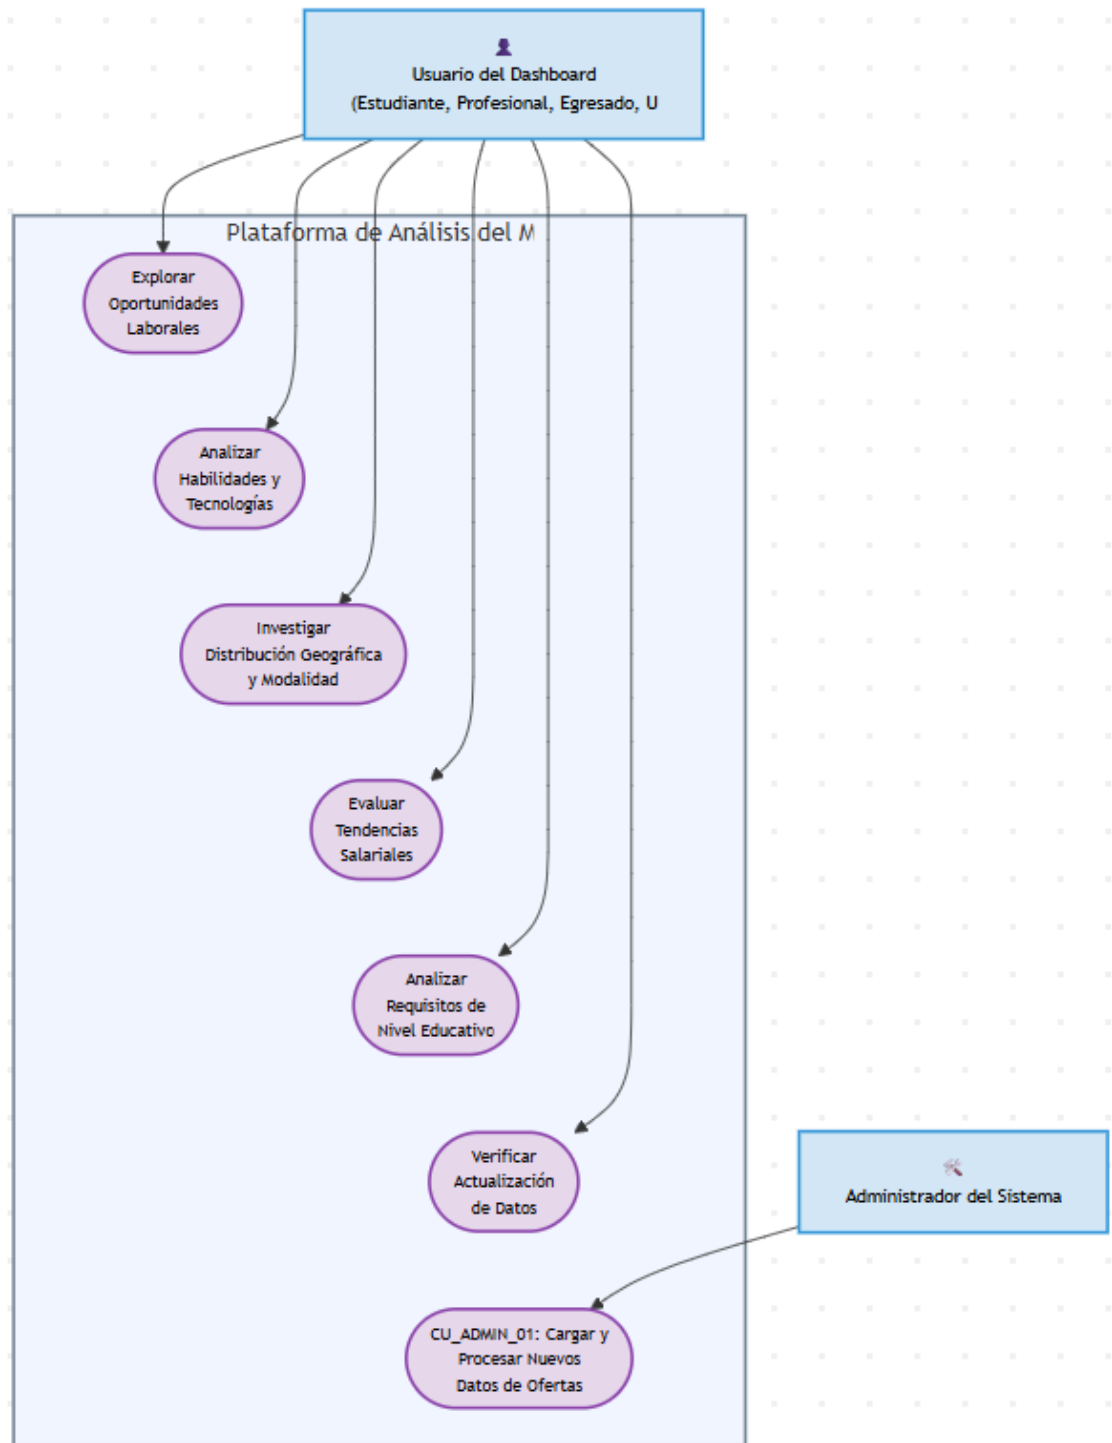 Usuario del Dashboard
(Estudiante, Profesional, Egresado, U
Plataforma de Análisis del M
Explorar
Oportunidades
Laborales
Analizar
Habilidades y
Tecnologías
Investigar
Distribución Geográfica
y Modalidad
Evaluar
Tendencias
Salariales
Analizar
Requisitos de
Nivel Educativo
Verificar
Actualización
de Datos
Administrador del Sistema
CU_ADMIN_01: Cargar y
Procesar Nuevos
Datos de Ofertas